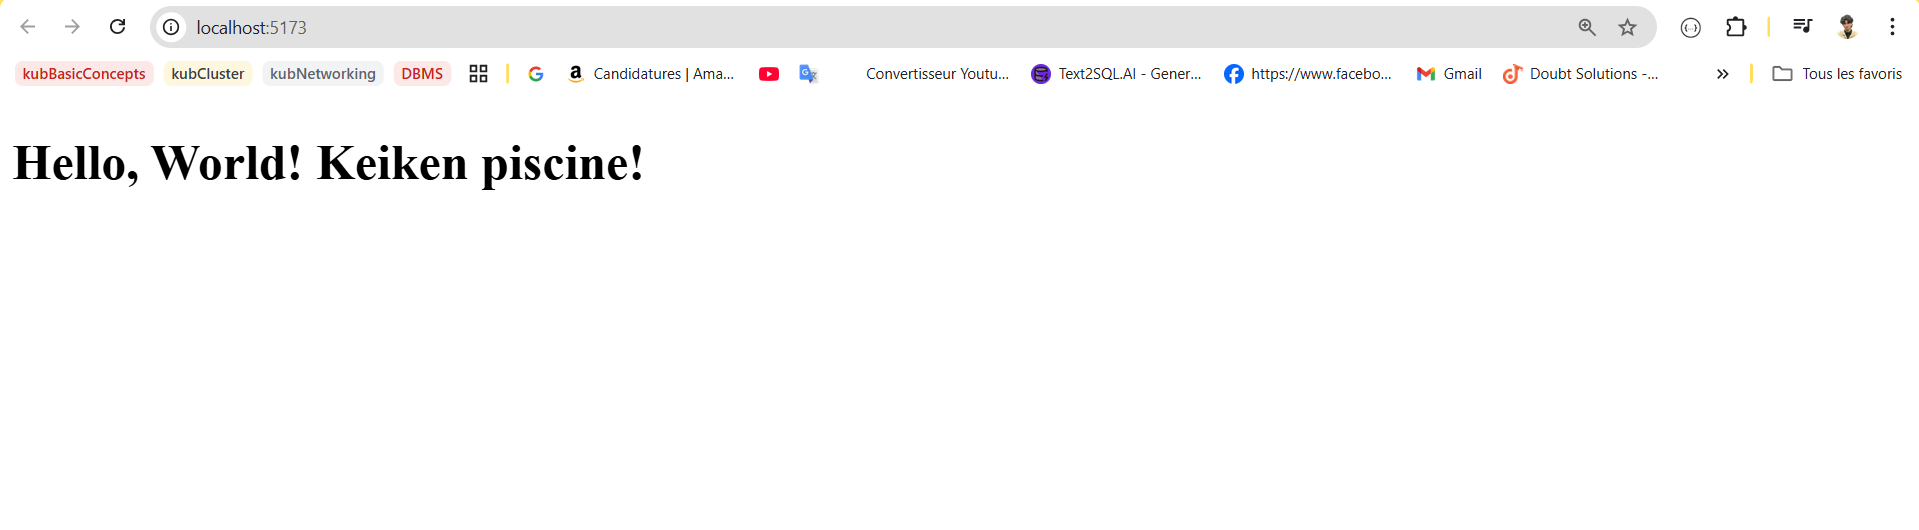 localhost:5173
kubBasicConcepts kubCluster kubNetworking DBMS Candidatures | Ama... Convertisseur Youtu... Text2SQL.AI - Gener... https://www.facebo... Gmail Doubt Solutions -... » Tous les favoris
Hello, World! Keiken piscine!